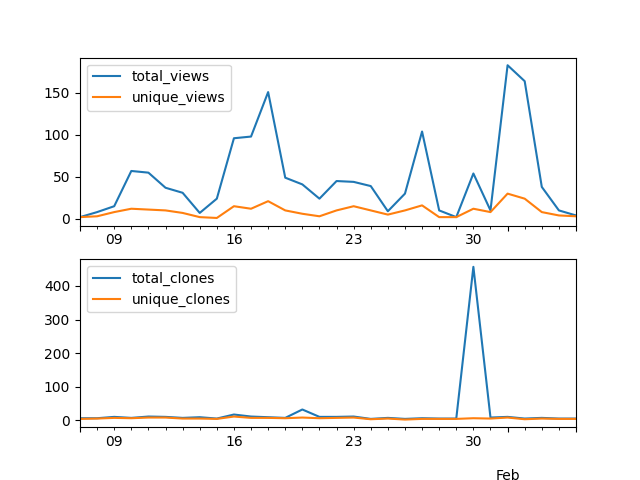 total_views
unique_views
150
100
50
0
09 16 23 30
total_clones
unique_clones
400
300
200
100
0
09 16 23 30
Feb